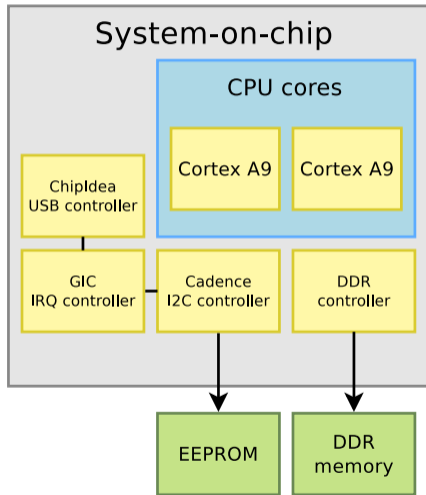 System-on-chip
CPU cores
Cortex A9
Cortex A9
ChipIdea
USB controller
GIC
IRQ controller
Cadence
I2C controller
DDR
controller
EEPROM
DDR
memory